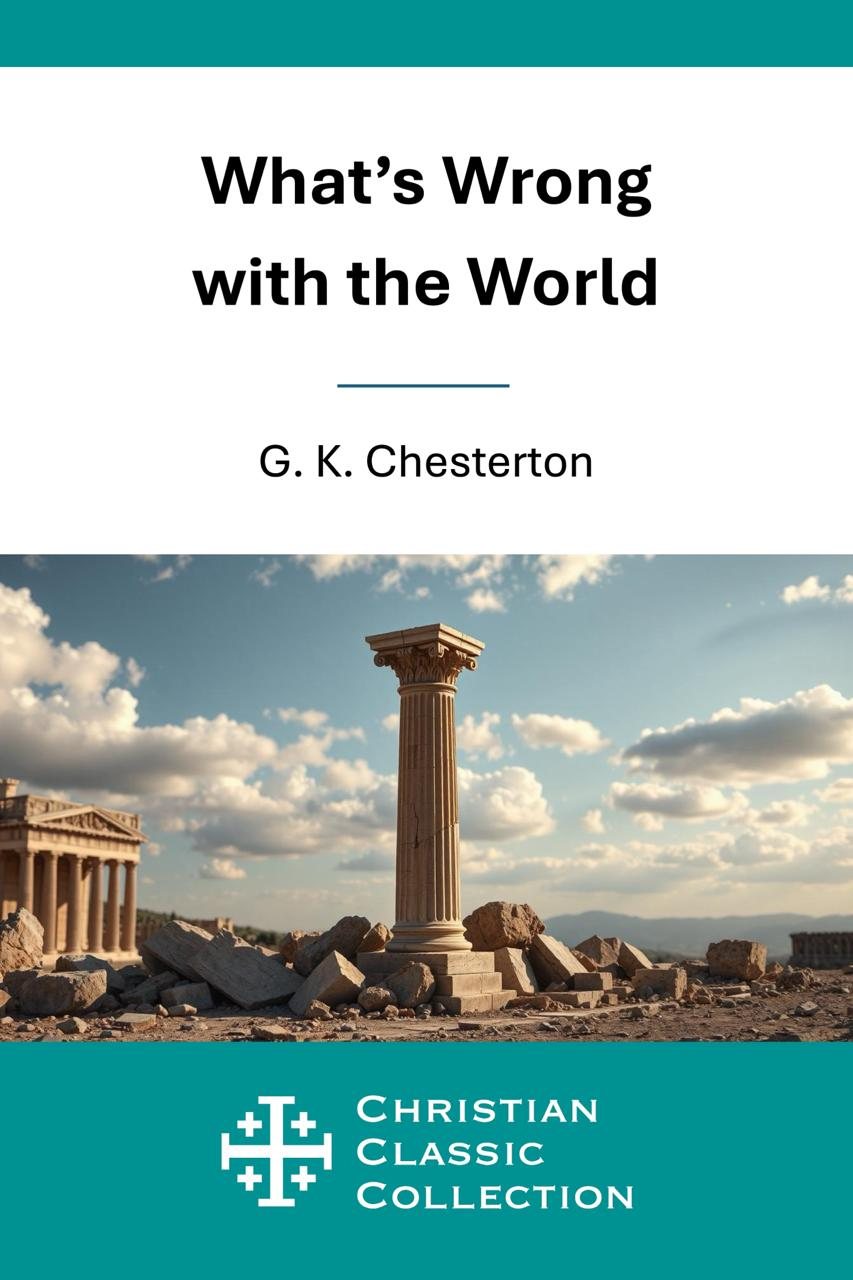 What’s Wrong
with the World
G. K. Chesterton
CHRISTIAN
CLASSIC
COLLECTION